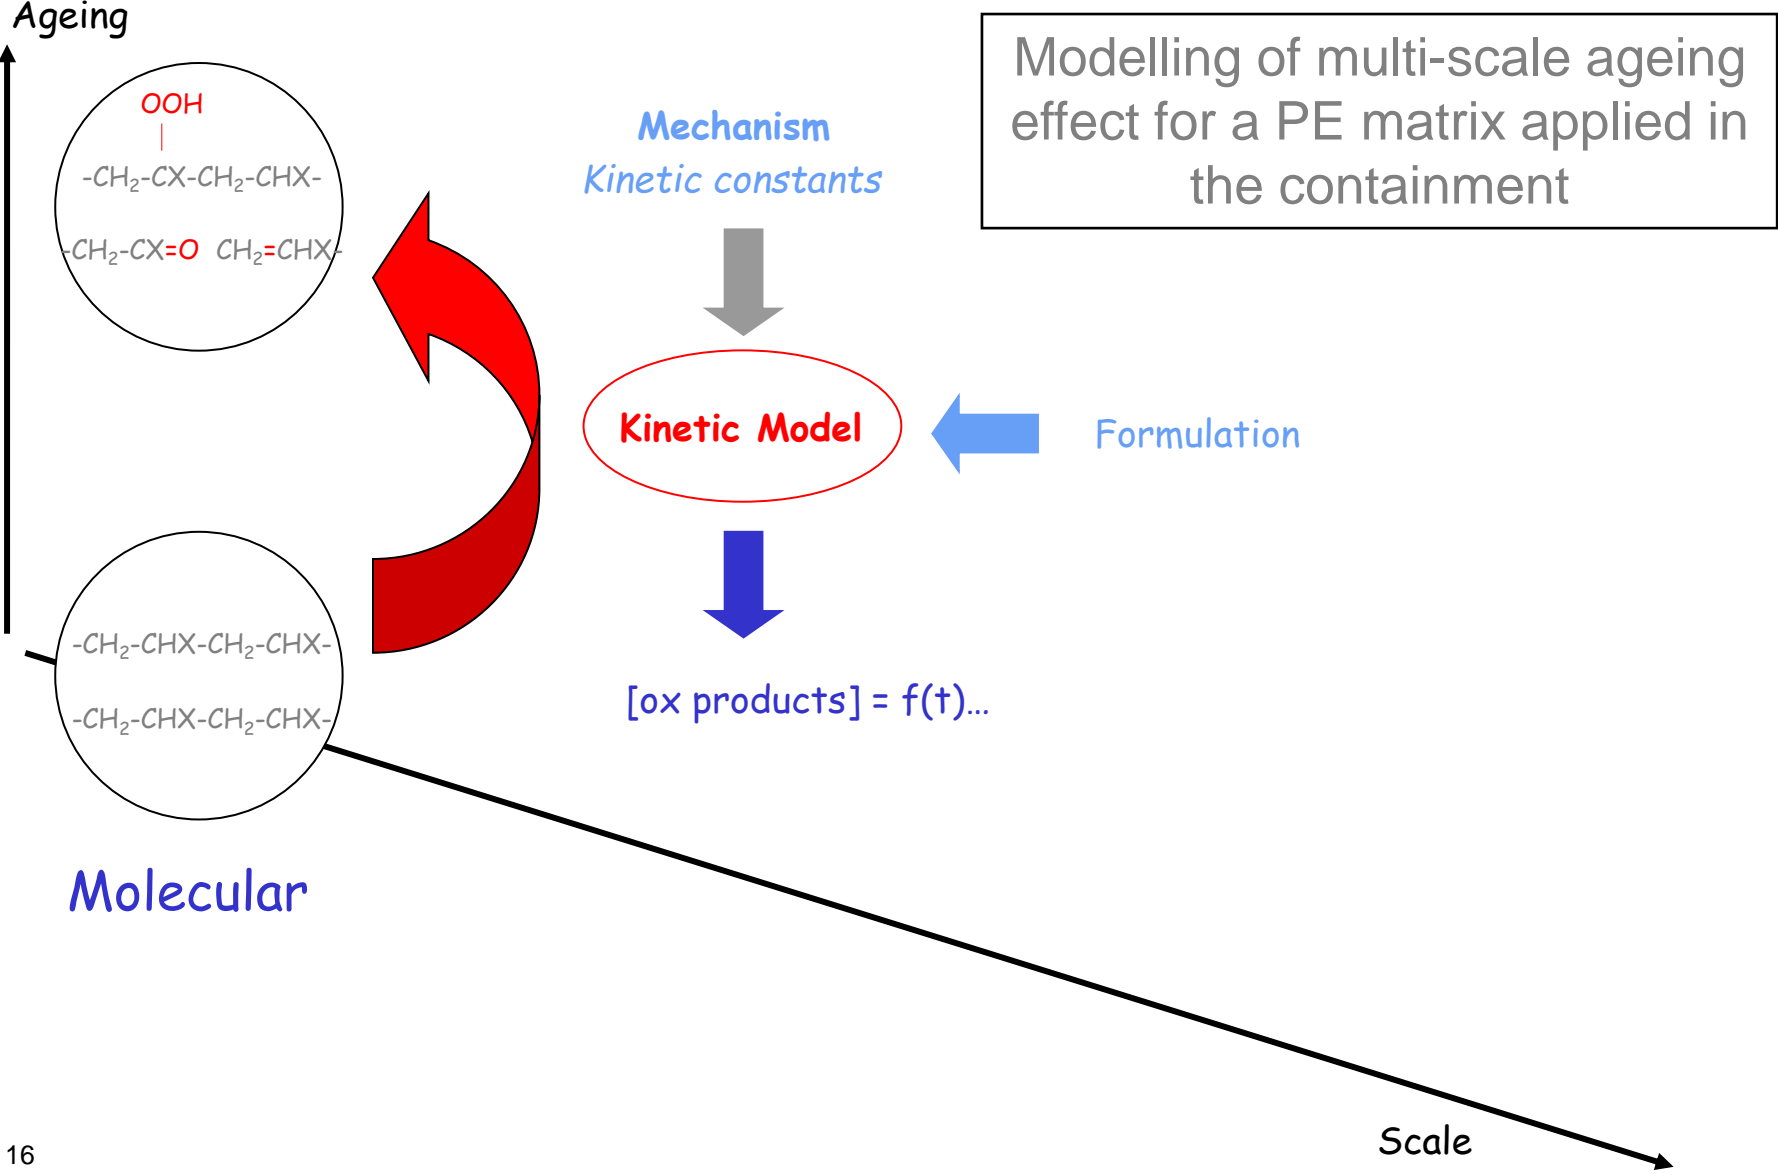 Ageing
Modelling of multi-scale ageing
effect for a PE matrix applied in
the containment
OOH
-CH₂-CX-CH₂-CHX-
-CH₂-CX=O CH₂=CHX-
Mechanism
Kinetic constants
Kinetic Model
Formulation
-CH₂-CHX-CH₂-CHX-
-CH₂-CHX-CH₂-CHX-
[ox products] = f(t)...
Molecular
Scale
16